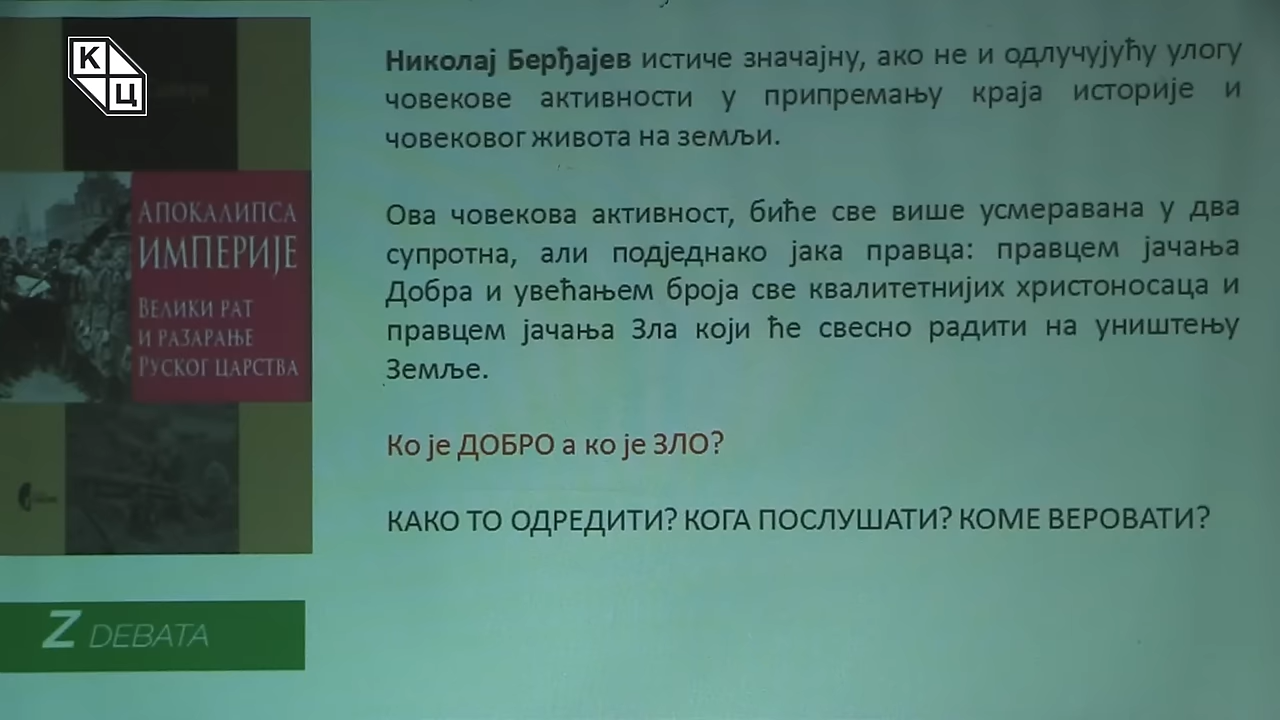 К
Ц
АПОКАЛИПСА
ИМПЕРИЈЕ
ВЕЛИКИ РАТ
И РАЗАРАЊЕ
РУСКОГ ЦАРСТВА
Z DEBATA
Николај Берђајев истиче значајну, ако не и одлучујућу улогу
човекове активности у припремању краја историје и
човековог живота на земљи.
Ова човекова активност, биће све више усмеравана у два
супротна, али подједнако јака правца: правцем јачања
Добра и увећањем броја све квалитетнијих христоносаца и
правцем јачања Зла који ће свесно радити на уништењу
Земље.
Ко је ДОБРО а ко је ЗЛО?
КАКО ТО ОДРЕДИТИ? КОГА ПОСЛУШАТИ? КОМЕ ВЕРОВАТИ?